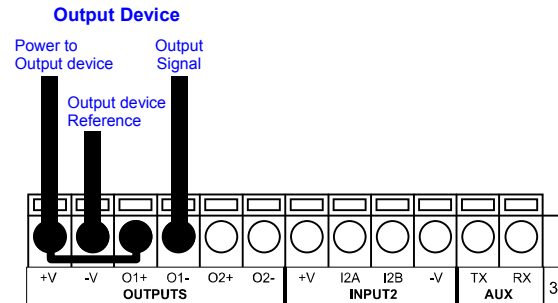 Output Device
Power to
Output device
Output
Signal
Output device
Reference
+V -V O1+ O1- O2+ O2- +V I2A I2B -V TX RX
OUTPUTS INPUT2 AUX
3